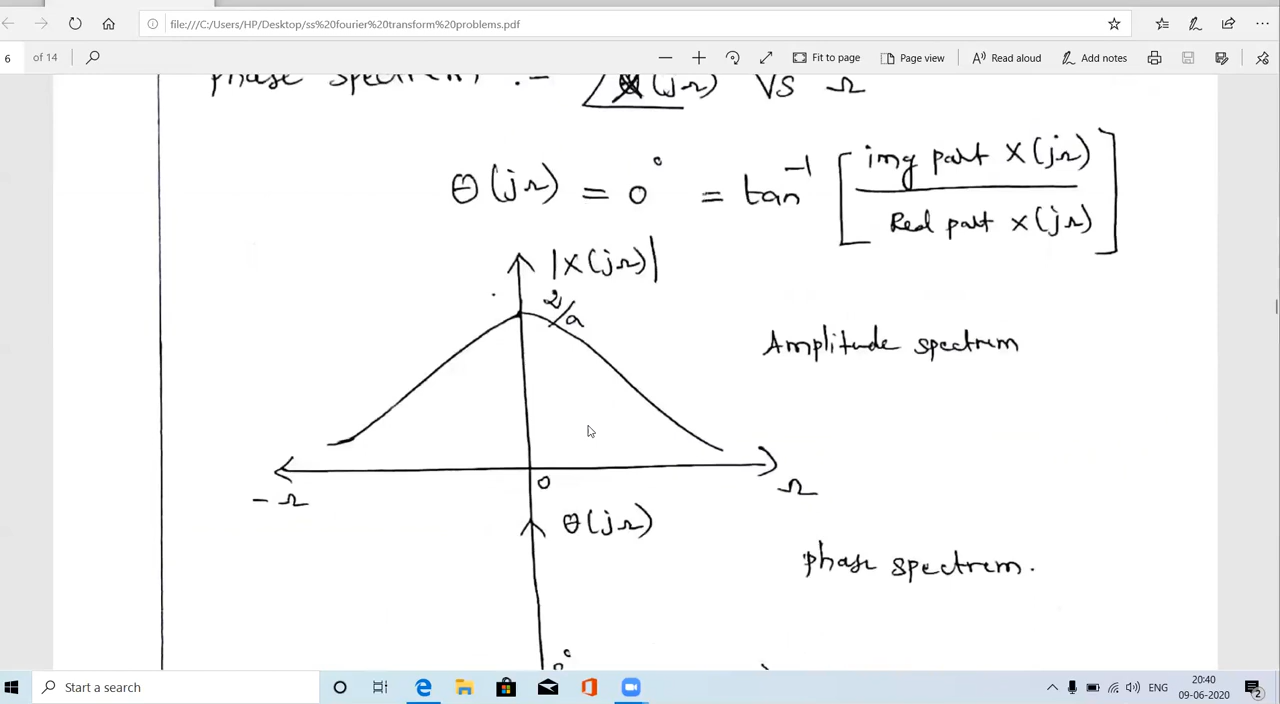 file:///C:/Users/HP/Desktop/ss%20fourier%20transform%20problems.pdf
6 of 14
Fit to page
Page view
Read aloud
Add notes
phase spectrum :- ∠X(jΩ) VS Ω
θ(jΩ) = 0° = tan⁻¹ [ img part X(jΩ) / Real part X(jΩ) ]
|X(jΩ)|
2/a
Amplitude spectrum
0
-Ω
Ω
θ(jΩ)
phase spectrum.
0°
Start a search
ENG
20:40
09-06-2020
2